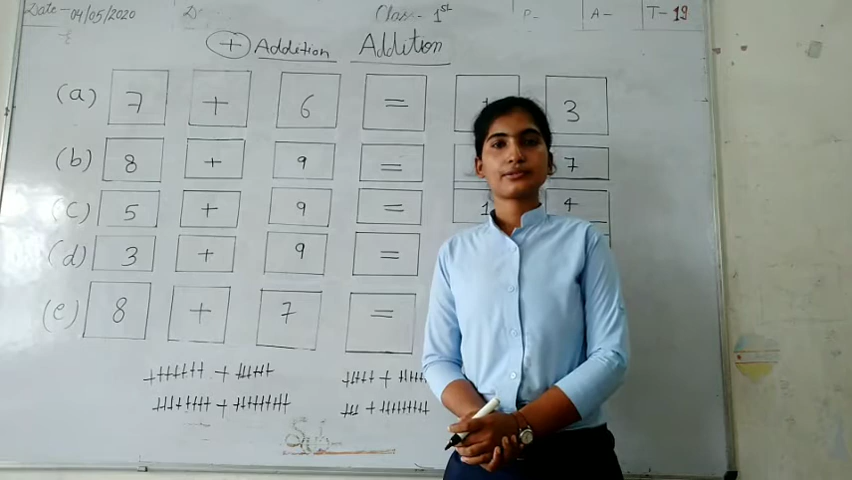 Date - 04/05/2020 Class - 1st P- A- T- 19
+ Addition Addition
(a) 7 + 6 = 3
(b) 8 + 9 = 7
(c) 5 + 9 = 1 4
(d) 3 + 9 =
(e) 8 + 7 =
+
+
+
+